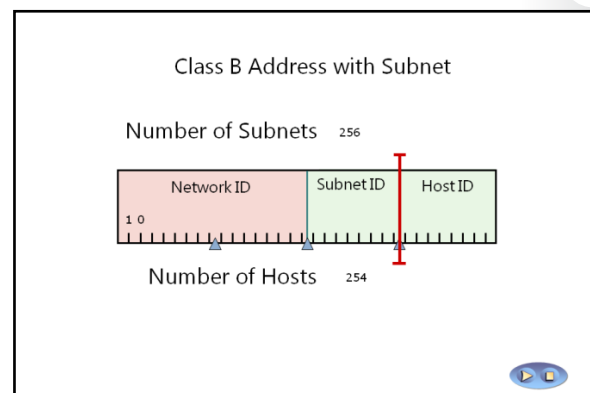 Class B Address with Subnet
Number of Subnets 256
Network ID Subnet ID Host ID
1 0
Number of Hosts 254